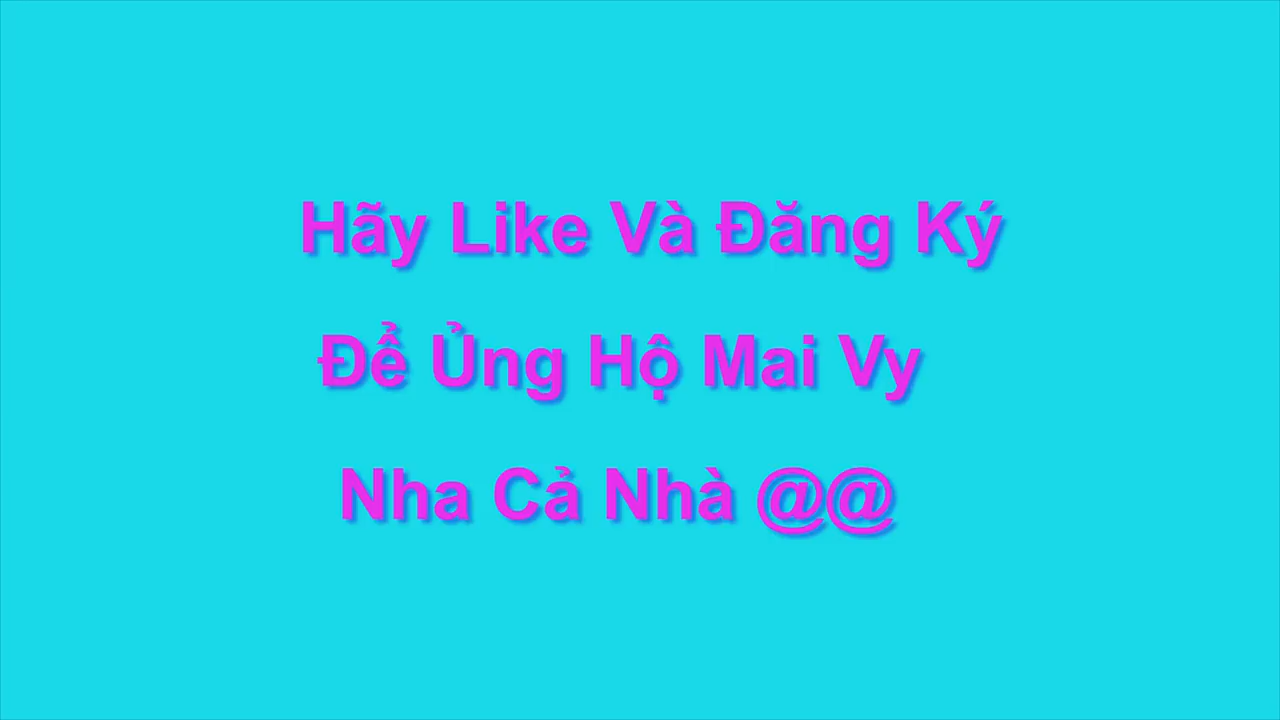 Hãy Like Và Đăng Ký
Để Ủng Hộ Mai Vy
Nha Cả Nhà @@